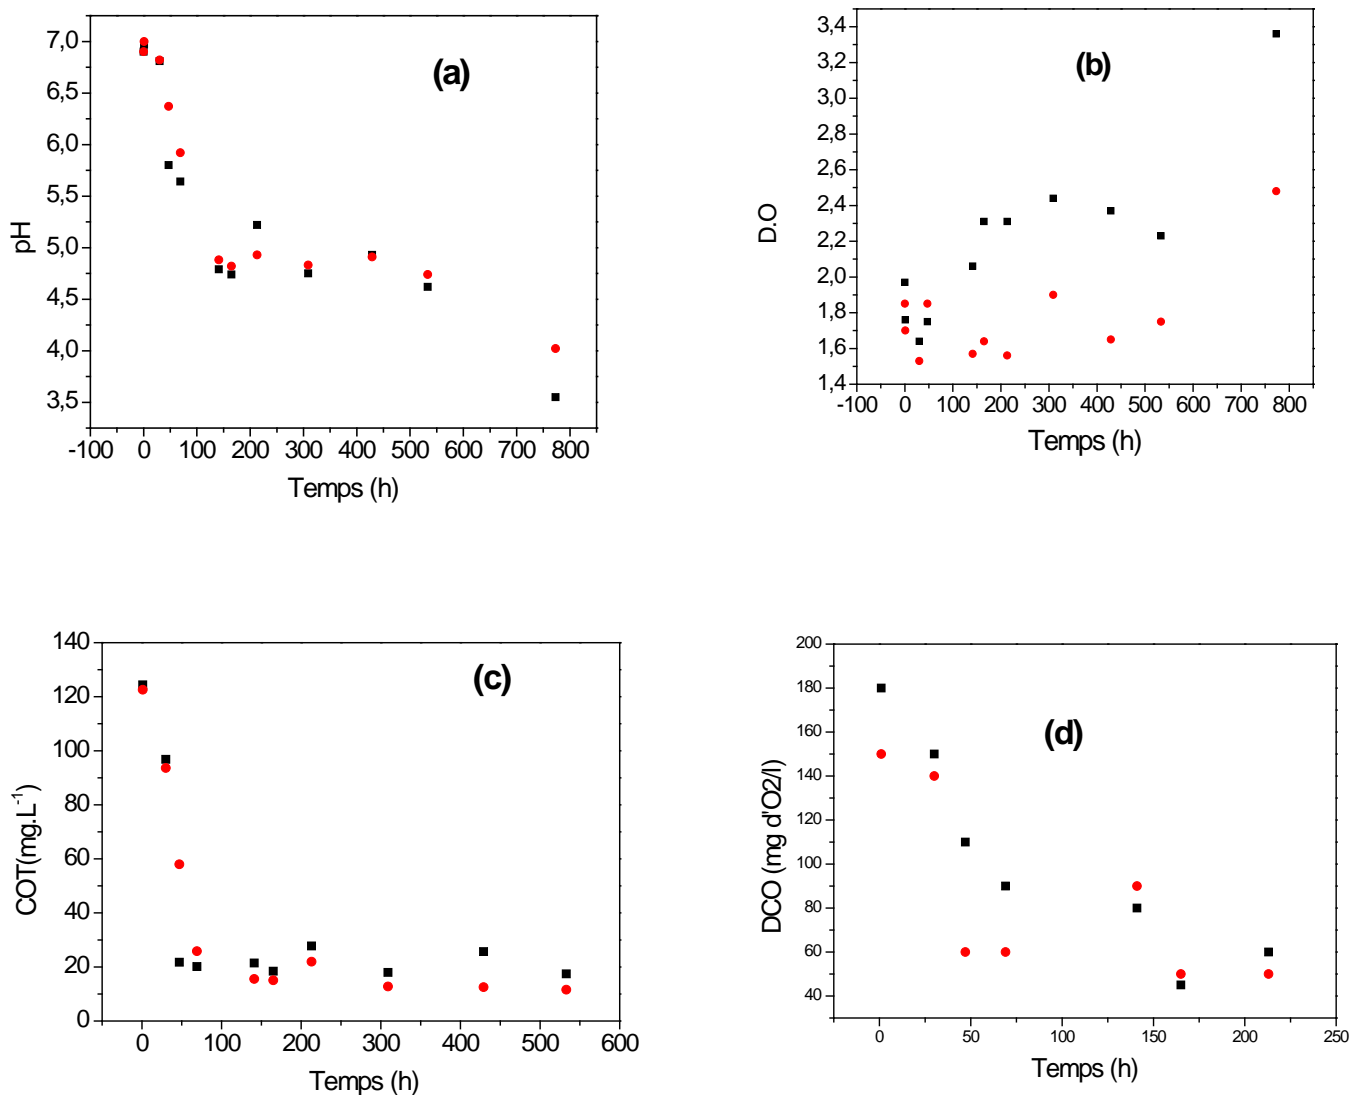 (a)
7,0
6,5
6,0
5,5
5,0
4,5
4,0
3,5
pH
-100 0 100 200 300 400 500 600 700 800
Temps (h)
(b)
3,4
3,2
3,0
2,8
2,6
2,4
2,2
2,0
1,8
1,6
1,4
D.O
-100 0 100 200 300 400 500 600 700 800
Temps (h)
(c)
140
120
100
80
60
40
20
0
COT(mg.L-1)
0 100 200 300 400 500 600
Temps (h)
(d)
200
180
160
140
120
100
80
60
40
DCO (mg d'O2/l)
0 50 100 150 200 250
Temps (h)